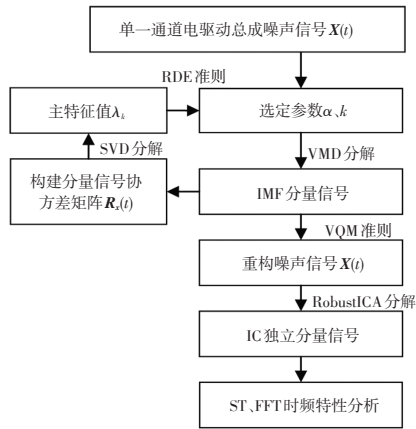 单一通道电驱动总成噪声信号X(t)
RDE准则
主特征值λk
选定参数α、k
SVD分解
VMD分解
构建分量信号协
方差矩阵Rx(t)
IMF分量信号
VQM准则
重构噪声信号X(t)
RobustICA分解
IC独立分量信号
ST、FFT时频特性分析